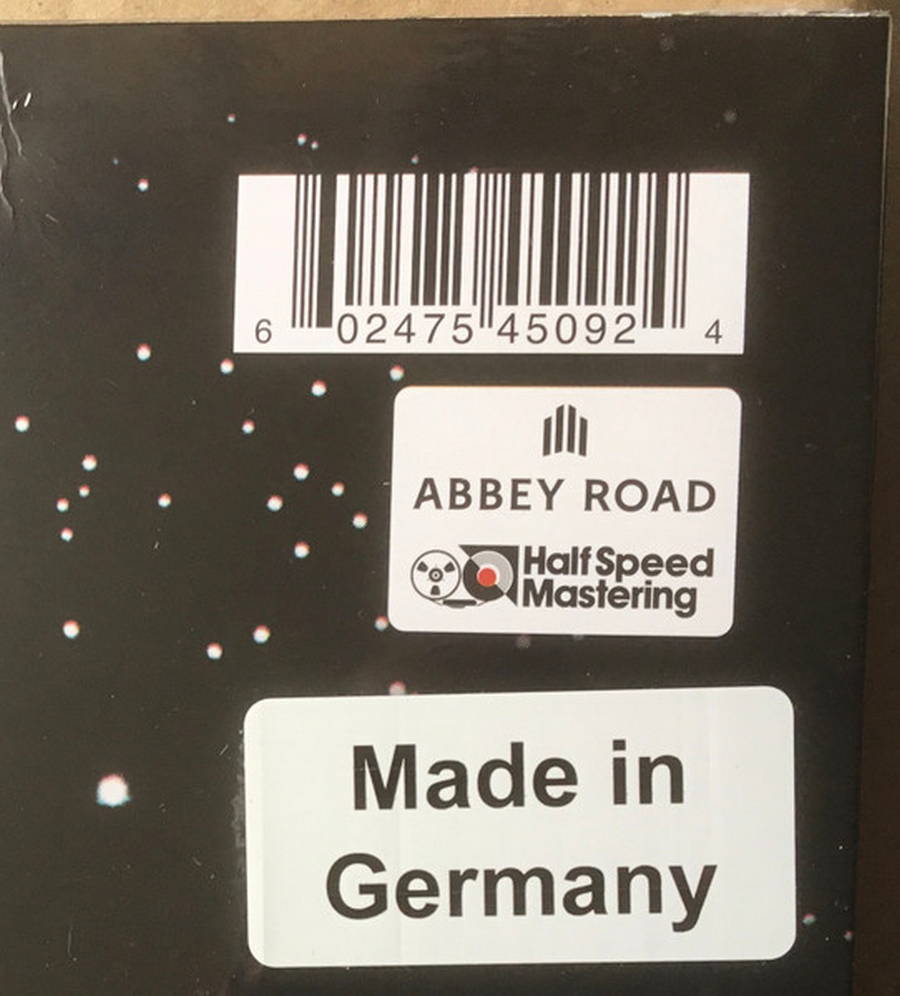 6 02475 45092 4
ABBEY ROAD
Half Speed
Mastering
Made in
Germany